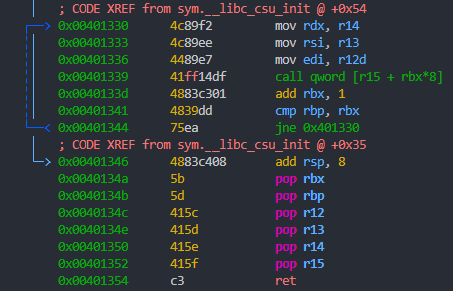 ; CODE XREF from sym.__libc_csu_init @ +0x54
0x00401330 4c89f2 mov rdx, r14
0x00401333 4c89ee mov rsi, r13
0x00401336 4489e7 mov edi, r12d
0x00401339 41ff14df call qword [r15 + rbx*8]
0x0040133d 4883c301 add rbx, 1
0x00401341 4839dd cmp rbp, rbx
0x00401344 75ea jne 0x401330
; CODE XREF from sym.__libc_csu_init @ +0x35
0x00401346 4883c408 add rsp, 8
0x0040134a 5b pop rbx
0x0040134b 5d pop rbp
0x0040134c 415c pop r12
0x0040134e 415d pop r13
0x00401350 415e pop r14
0x00401352 415f pop r15
0x00401354 c3 ret